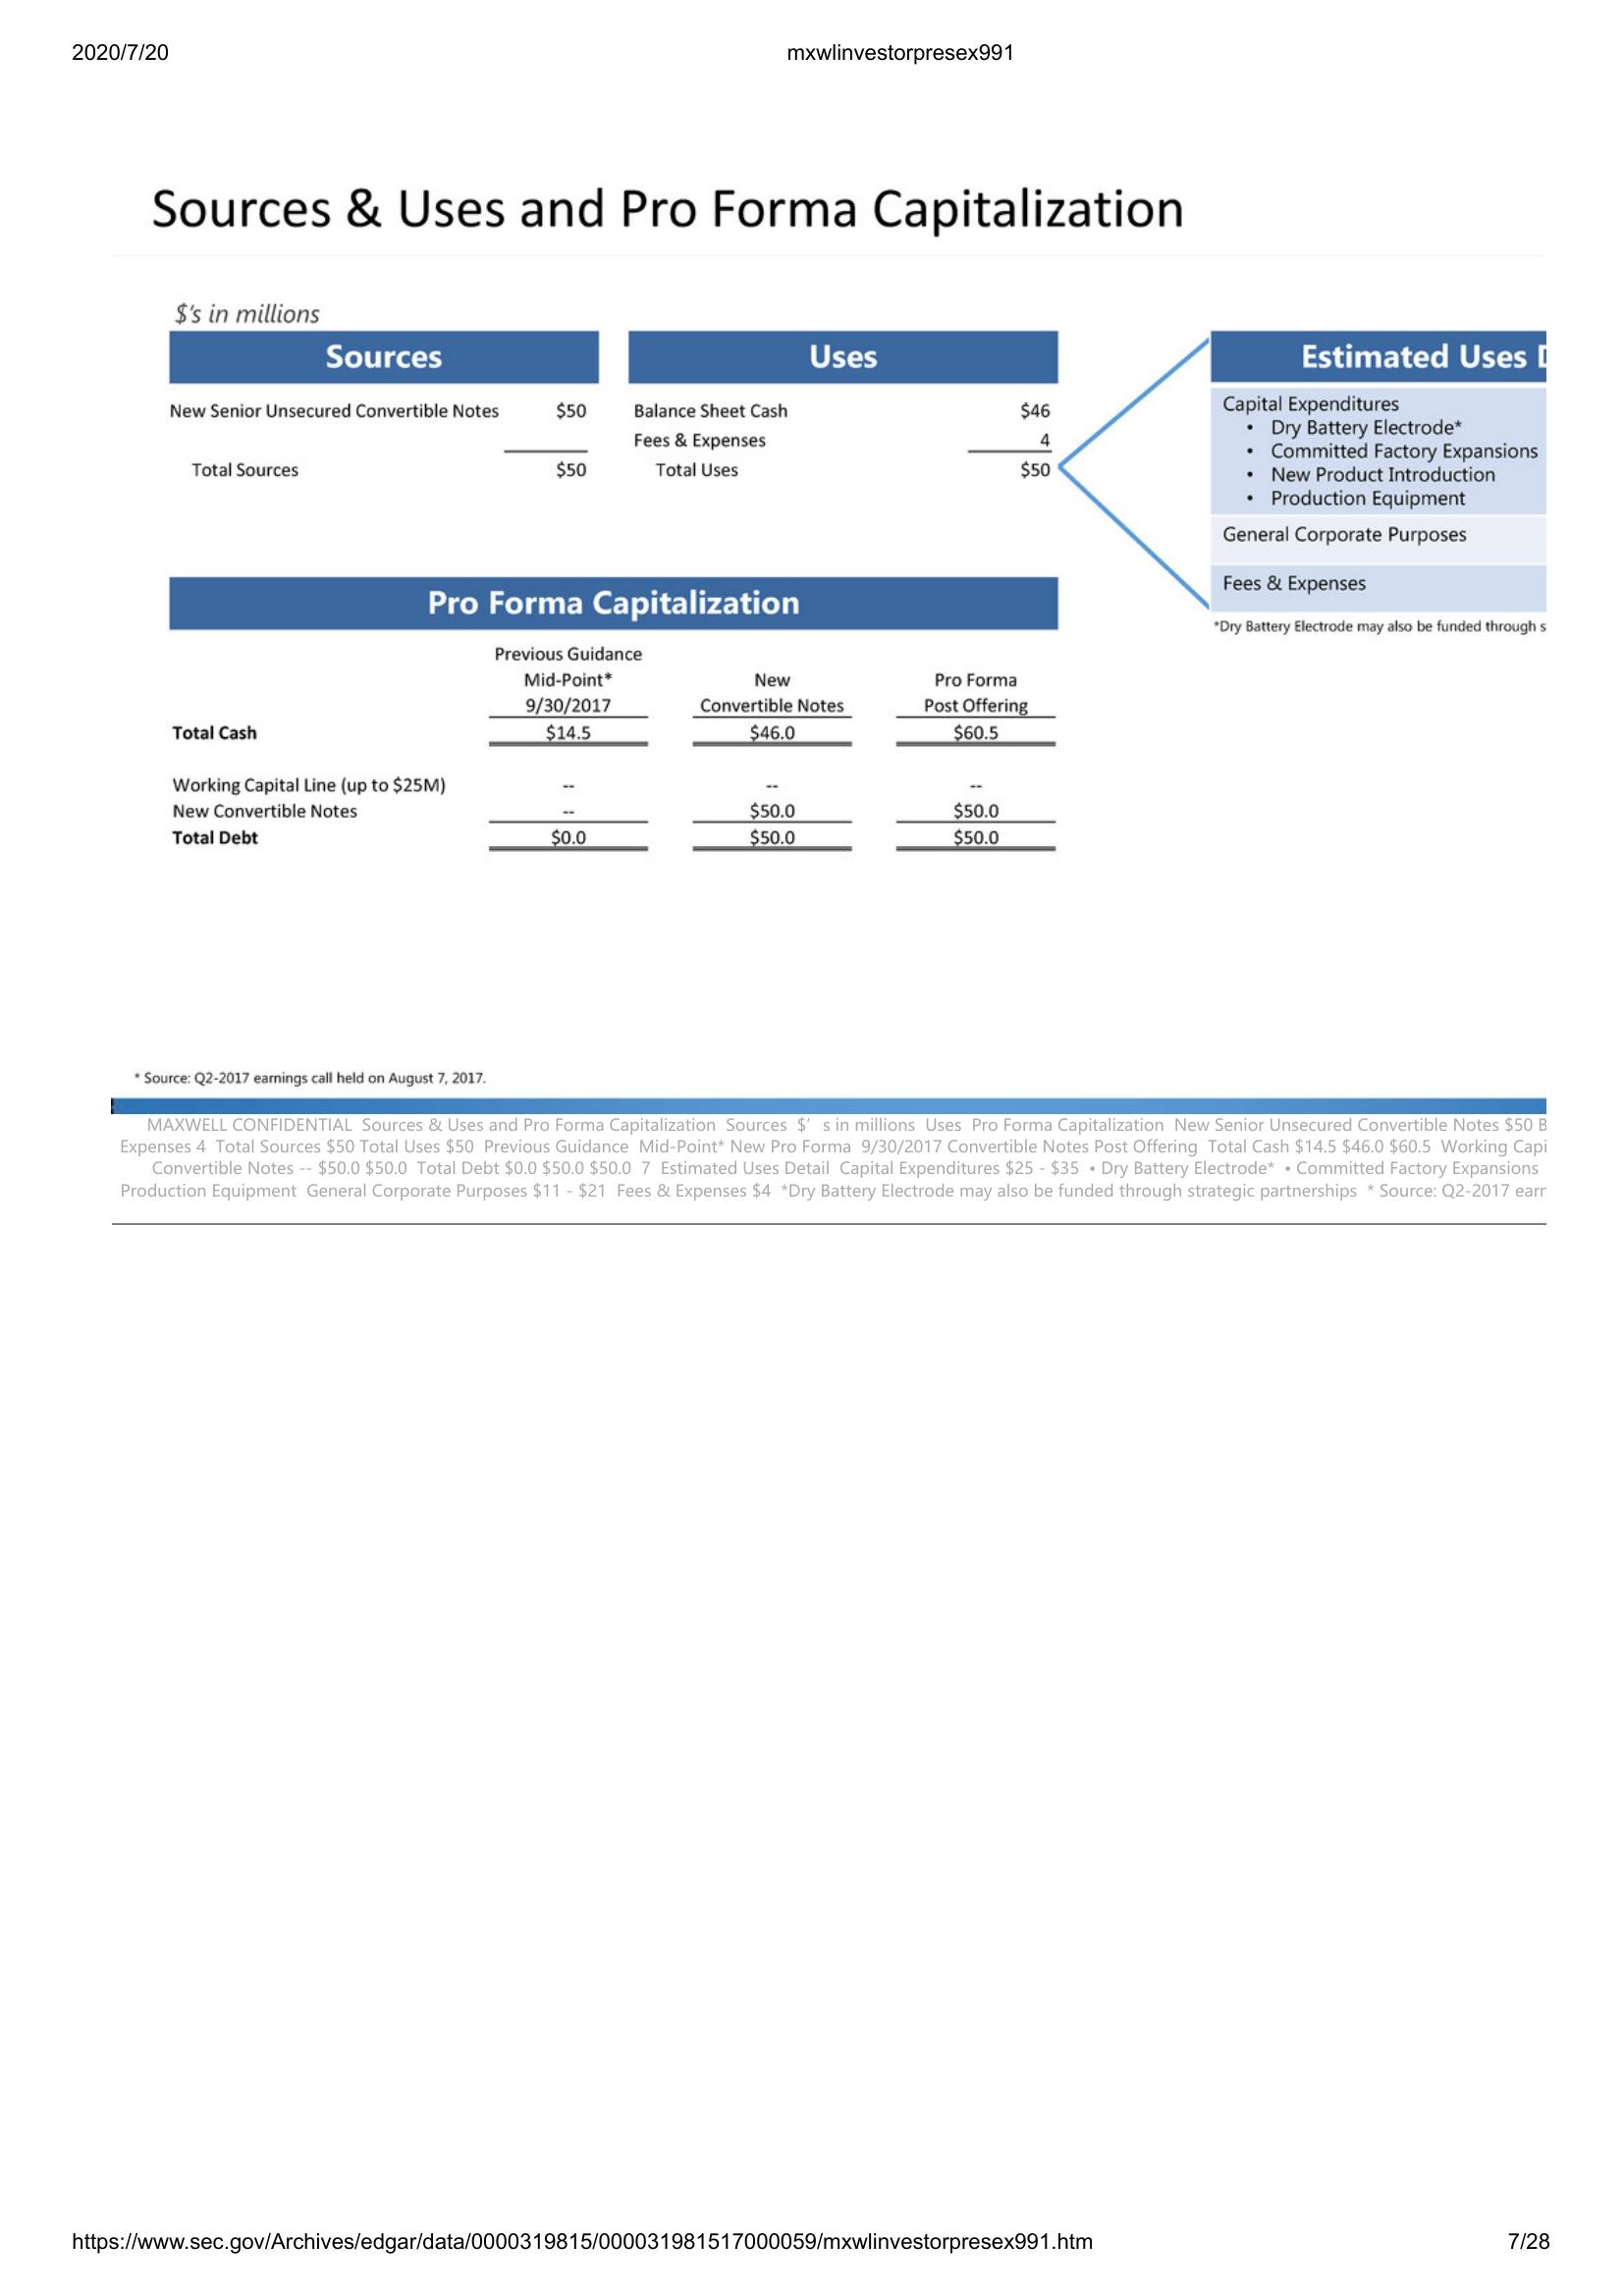 2020/7/20 mxwlinvestorpresex991
Sources & Uses and Pro Forma Capitalization
$'s in millions
Sources
New Senior Unsecured Convertible Notes $50
Total Sources $50
Uses
Balance Sheet Cash $46
Fees & Expenses 4
Total Uses $50
Estimated Uses
Capital Expenditures
• Dry Battery Electrode*
• Committed Factory Expansions
• New Product Introduction
• Production Equipment
General Corporate Purposes
Fees & Expenses
*Dry Battery Electrode may also be funded through s
Pro Forma Capitalization
Previous Guidance
Mid-Point* New Pro Forma
9/30/2017 Convertible Notes Post Offering
Total Cash $14.5 $46.0 $60.5
Working Capital Line (up to $25M) -- -- --
New Convertible Notes -- $50.0 $50.0
Total Debt $0.0 $50.0 $50.0
* Source: Q2-2017 earnings call held on August 7, 2017.
MAXWELL CONFIDENTIAL Sources & Uses and Pro Forma Capitalization Sources $’ s in millions Uses Pro Forma Capitalization New Senior Unsecured Convertible Notes $50 B
Expenses 4 Total Sources $50 Total Uses $50 Previous Guidance Mid-Point* New Pro Forma 9/30/2017 Convertible Notes Post Offering Total Cash $14.5 $46.0 $60.5 Working Capi
Convertible Notes -- $50.0 $50.0 Total Debt $0.0 $50.0 $50.0 7 Estimated Uses Detail Capital Expenditures $25 - $35 • Dry Battery Electrode* • Committed Factory Expansions
Production Equipment General Corporate Purposes $11 - $21 Fees & Expenses $4 *Dry Battery Electrode may also be funded through strategic partnerships * Source: Q2-2017 earn
https://www.sec.gov/Archives/edgar/data/0000319815/000031981517000059/mxwlinvestorpresex991.htm 7/28